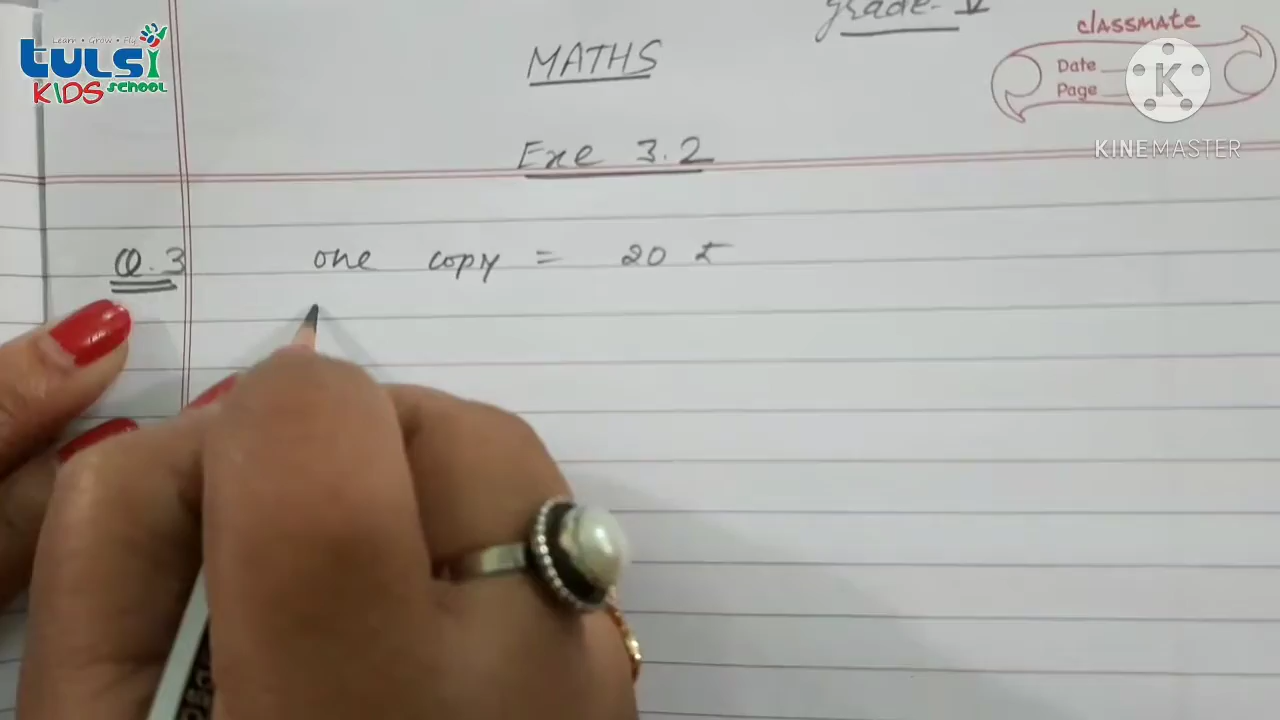 grade - V
Learn • Grow • Fly
tulsi
KIDS SCHOOL
MATHS
classmate
Date
Page
K
KINEMASTER
Exe 3.2
Q.3 one copy = 20 ₹